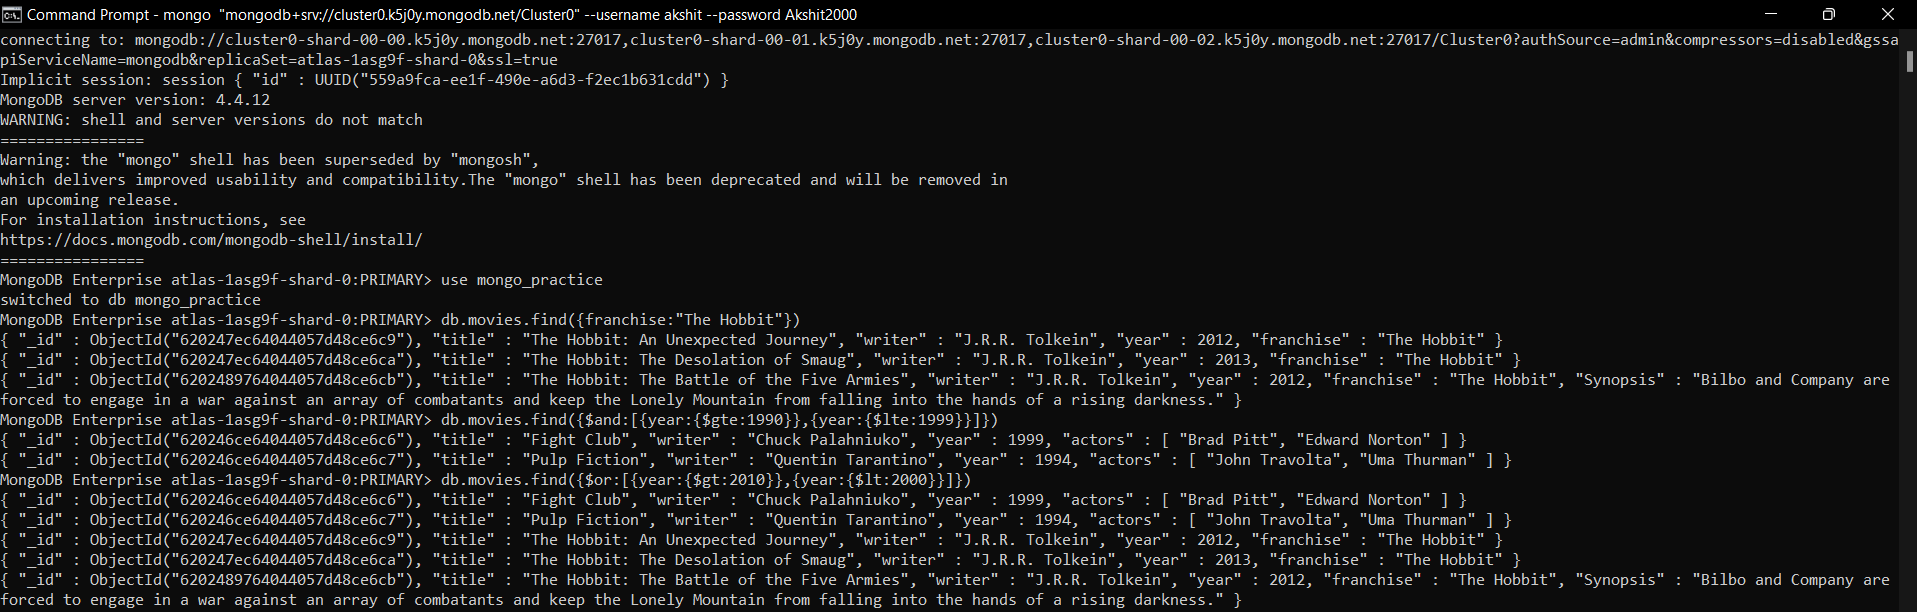 Command Prompt - mongo  "mongodb+srv://cluster0.k5j0y.mongodb.net/Cluster0" --username akshit --password Akshit2000
connecting to: mongodb://cluster0-shard-00-00.k5j0y.mongodb.net:27017,cluster0-shard-00-01.k5j0y.mongodb.net:27017,cluster0-shard-00-02.k5j0y.mongodb.net:27017/Cluster0?authSource=admin&compressors=disabled&gssa
piServiceName=mongodb&replicaSet=atlas-1asg9f-shard-0&ssl=true
Implicit session: session { "id" : UUID("559a9fca-ee1f-490e-a6d3-f2ec1b631cdd") }
MongoDB server version: 4.4.12
WARNING: shell and server versions do not match
================
Warning: the "mongo" shell has been superseded by "mongosh",
which delivers improved usability and compatibility.The "mongo" shell has been deprecated and will be removed in
an upcoming release.
For installation instructions, see
https://docs.mongodb.com/mongodb-shell/install/
================
MongoDB Enterprise atlas-1asg9f-shard-0:PRIMARY> use mongo_practice
switched to db mongo_practice
MongoDB Enterprise atlas-1asg9f-shard-0:PRIMARY> db.movies.find({franchise:"The Hobbit"})
{ "_id" : ObjectId("620247ec64044057d48ce6c9"), "title" : "The Hobbit: An Unexpected Journey", "writer" : "J.R.R. Tolkein", "year" : 2012, "franchise" : "The Hobbit" }
{ "_id" : ObjectId("620247ec64044057d48ce6ca"), "title" : "The Hobbit: The Desolation of Smaug", "writer" : "J.R.R. Tolkein", "year" : 2013, "franchise" : "The Hobbit" }
{ "_id" : ObjectId("6202489764044057d48ce6cb"), "title" : "The Hobbit: The Battle of the Five Armies", "writer" : "J.R.R. Tolkein", "year" : 2012, "franchise" : "The Hobbit", "Synopsis" : "Bilbo and Company are
forced to engage in a war against an array of combatants and keep the Lonely Mountain from falling into the hands of a rising darkness." }
MongoDB Enterprise atlas-1asg9f-shard-0:PRIMARY> db.movies.find({$and:[{year:{$gte:1990}},{year:{$lte:1999}}]})
{ "_id" : ObjectId("620246ce64044057d48ce6c6"), "title" : "Fight Club", "writer" : "Chuck Palahniuko", "year" : 1999, "actors" : [ "Brad Pitt", "Edward Norton" ] }
{ "_id" : ObjectId("620246ce64044057d48ce6c7"), "title" : "Pulp Fiction", "writer" : "Quentin Tarantino", "year" : 1994, "actors" : [ "John Travolta", "Uma Thurman" ] }
MongoDB Enterprise atlas-1asg9f-shard-0:PRIMARY> db.movies.find({$or:[{year:{$gt:2010}},{year:{$lt:2000}}]})
{ "_id" : ObjectId("620246ce64044057d48ce6c6"), "title" : "Fight Club", "writer" : "Chuck Palahniuko", "year" : 1999, "actors" : [ "Brad Pitt", "Edward Norton" ] }
{ "_id" : ObjectId("620246ce64044057d48ce6c7"), "title" : "Pulp Fiction", "writer" : "Quentin Tarantino", "year" : 1994, "actors" : [ "John Travolta", "Uma Thurman" ] }
{ "_id" : ObjectId("620247ec64044057d48ce6c9"), "title" : "The Hobbit: An Unexpected Journey", "writer" : "J.R.R. Tolkein", "year" : 2012, "franchise" : "The Hobbit" }
{ "_id" : ObjectId("620247ec64044057d48ce6ca"), "title" : "The Hobbit: The Desolation of Smaug", "writer" : "J.R.R. Tolkein", "year" : 2013, "franchise" : "The Hobbit" }
{ "_id" : ObjectId("6202489764044057d48ce6cb"), "title" : "The Hobbit: The Battle of the Five Armies", "writer" : "J.R.R. Tolkein", "year" : 2012, "franchise" : "The Hobbit", "Synopsis" : "Bilbo and Company are
forced to engage in a war against an array of combatants and keep the Lonely Mountain from falling into the hands of a rising darkness." }